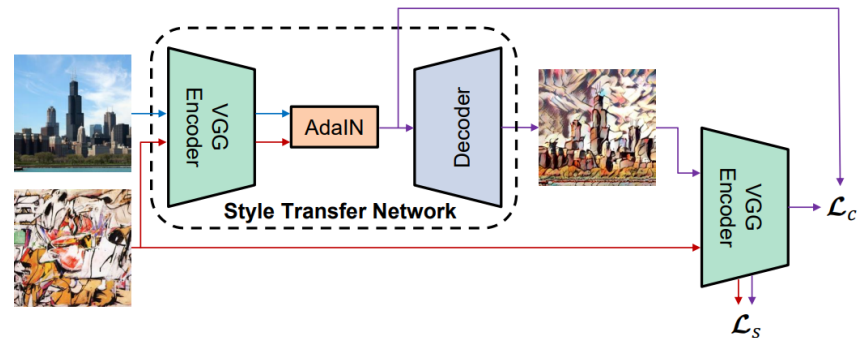 VGG
Encoder
AdaIN
Decoder
Style Transfer Network
VGG
Encoder
ℒc
ℒs